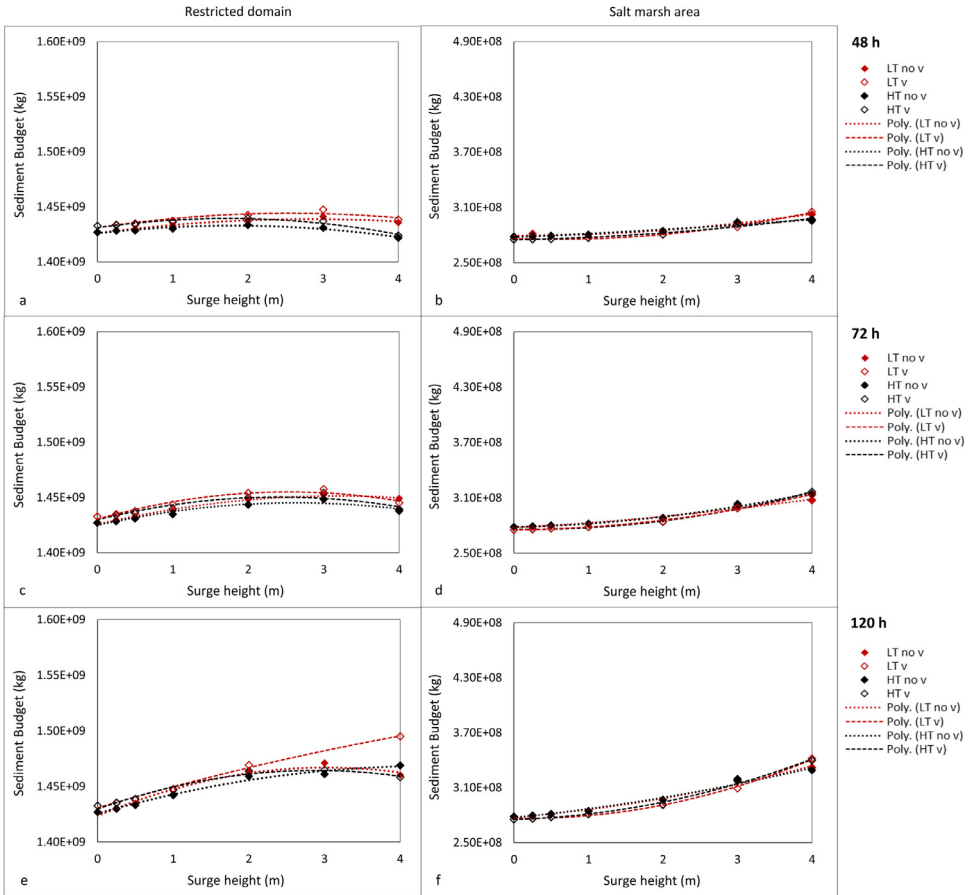 Restricted domain
Salt marsh area
1.60E+09
1.55E+09
1.50E+09
1.45E+09
1.40E+09
Sediment Budget (kg)
0 1 2 3 4
Surge height (m)
a
4.90E+08
4.30E+08
3.70E+08
3.10E+08
2.50E+08
Sediment Budget (kg)
0 1 2 3 4
Surge height (m)
b
48 h
LT no v
LT v
HT no v
HT v
Poly. (LT no v)
Poly. (LT v)
Poly. (HT no v)
Poly. (HT v)
1.60E+09
1.55E+09
1.50E+09
1.45E+09
1.40E+09
Sediment Budget (kg)
0 1 2 3 4
Surge height (m)
c
4.90E+08
4.30E+08
3.70E+08
3.10E+08
2.50E+08
Sediment Budget (kg)
0 1 2 3 4
Surge height (m)
d
72 h
LT no v
LT v
HT no v
HT v
Poly. (LT no v)
Poly. (LT v)
Poly. (HT no v)
Poly. (HT v)
1.60E+09
1.55E+09
1.50E+09
1.45E+09
1.40E+09
Sediment Budget (kg)
0 1 2 3 4
Surge height (m)
e
4.90E+08
4.30E+08
3.70E+08
3.10E+08
2.50E+08
Sediment Budget (kg)
0 1 2 3 4
Surge height (m)
f
120 h
LT no v
LT v
HT no v
HT v
Poly. (LT no v)
Poly. (LT v)
Poly. (HT no v)
Poly. (HT v)